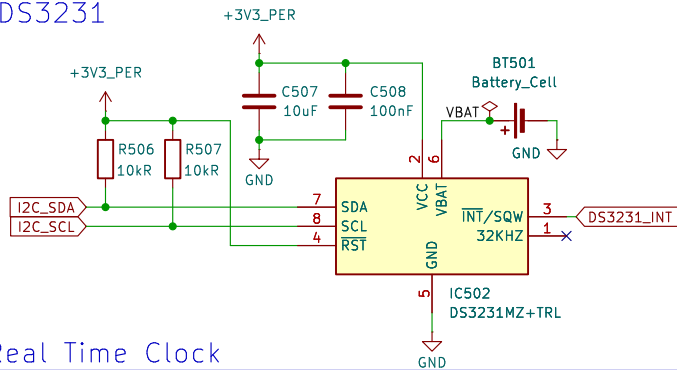 DS3231
+3V3_PER
+3V3_PER
C507
10uF
C508
100nF
BT501
Battery_Cell
VBAT
+
GND
R506
10kR
R507
10kR
GND
2
6
VCC
VBAT
I2C_SDA
I2C_SCL
7
8
4
SDA
SCL
RST
INT/SQW
32KHZ
3
1
DS3231_INT
GND
5
IC502
DS3231MZ+TRL
GND
Real Time Clock